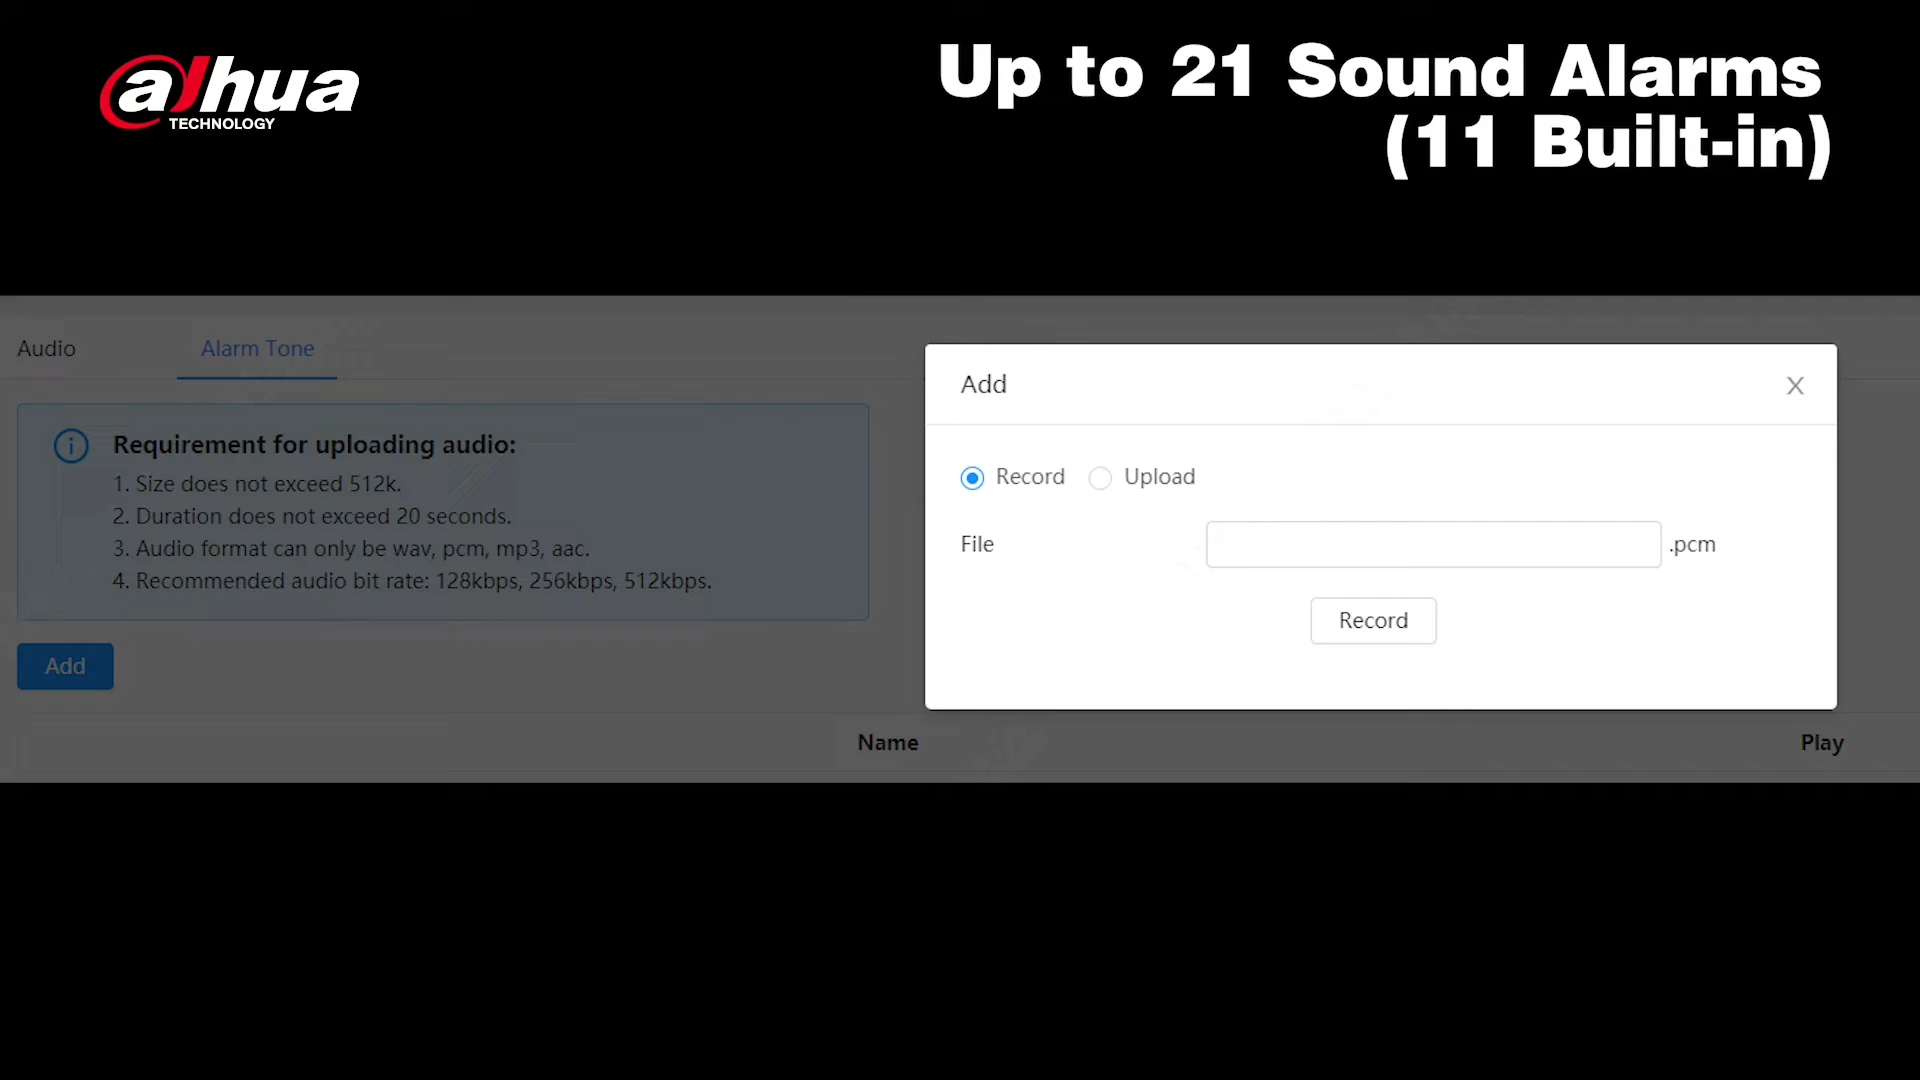 alhua
TECHNOLOGY
Up to 21 Sound Alarms
(11 Built-in)
Audio
Alarm Tone
Requirement for uploading audio:
1. Size does not exceed 512k.
2. Duration does not exceed 20 seconds.
3. Audio format can only be wav, pcm, mp3, aac.
4. Recommended audio bit rate: 128kbps, 256kbps, 512kbps.
Add
Add
X
Record
Upload
File
.pcm
Record
Name
Play